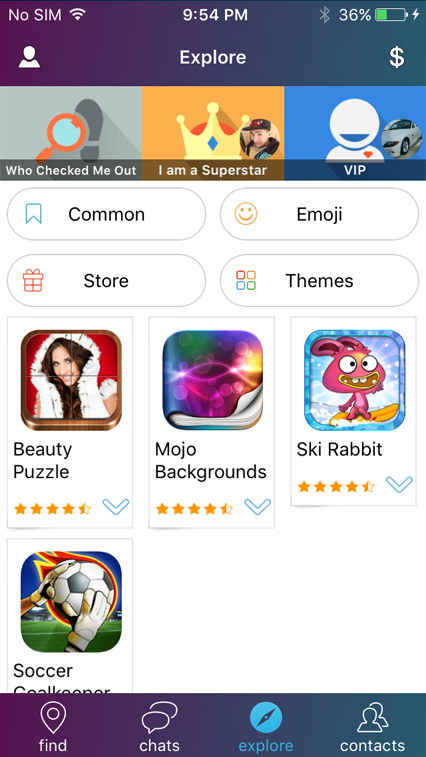 No SIM 9:54 PM 36%
Explore $
Who Checked Me Out I am a Superstar VIP
Common Emoji
Store Themes
Beauty Puzzle
Mojo Backgrounds
Ski Rabbit
Soccer
Goalkeeper
find chats explore contacts